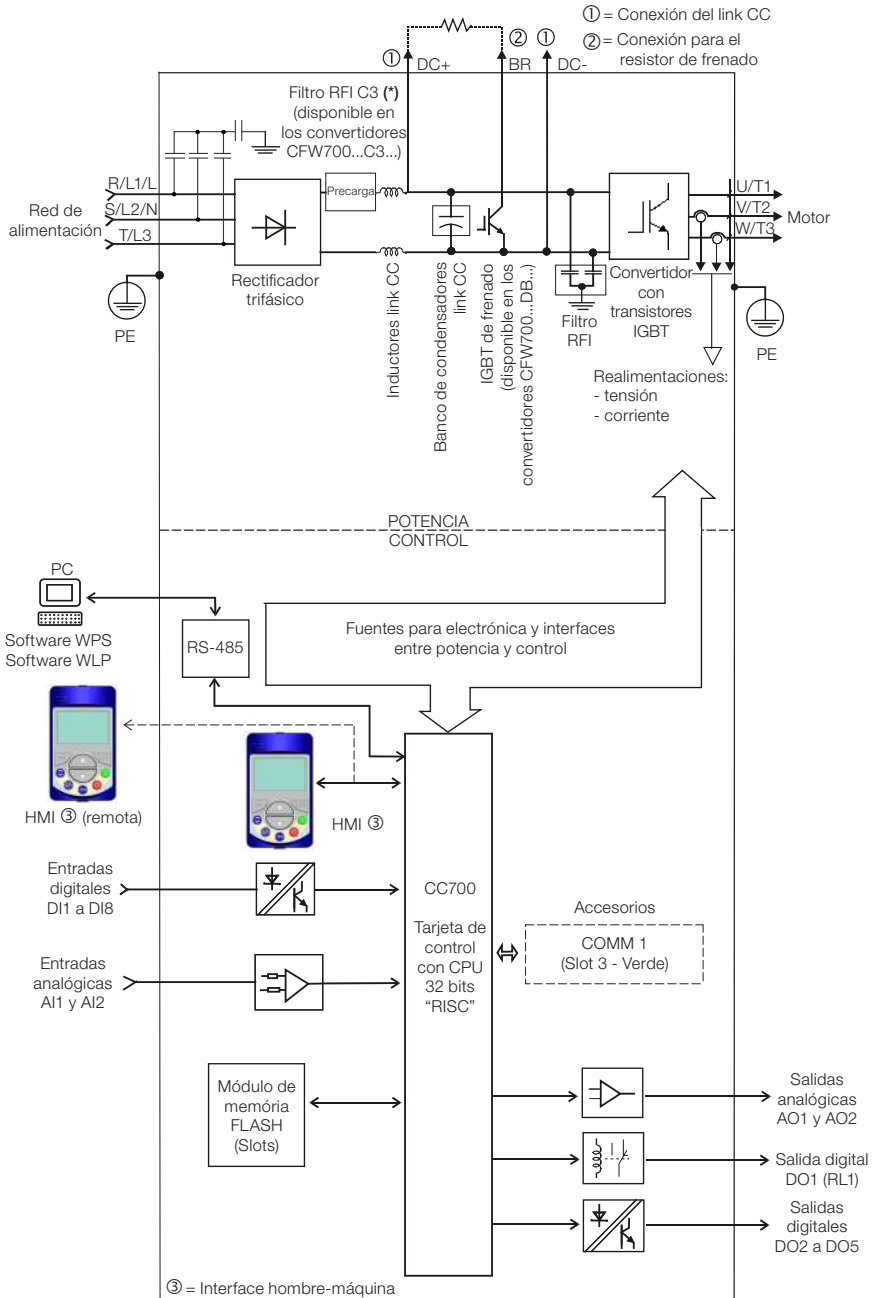 ① = Conexión del link CC
② = Conexión para el
resistor de frenado
①
DC+
②
BR
①
DC-
Filtro RFI C3 (*)
(disponible en
los convertidores
CFW700...C3...)
Red de
alimentación
R/L1/L
S/L2/N
T/L3
PE
Rectificador
trifásico
Precarga
Inductores link CC
Banco de condensadores
link CC
IGBT de frenado
(disponible en los
convertidores CFW700...DB...)
Filtro
RFI
Convertidor
con
transistores
IGBT
U/T1
V/T2
W/T3
Motor
PE
Realimentaciones:
- tensión
- corriente
POTENCIA
CONTROL
PC
Software WPS
Software WLP
RS-485
Fuentes para electrónica y interfaces
entre potencia y control
HMI ③ (remota)
HMI ③
Entradas
digitales
DI1 a DI8
Entradas
analógicas
AI1 y AI2
Módulo de
memória
FLASH
(Slots)
CC700
Tarjeta de
control
con CPU
32 bits
“RISC”
Accesorios
COMM 1
(Slot 3 - Verde)
Salidas
analógicas
AO1 y AO2
Salida digital
DO1 (RL1)
Salidas
digitales
DO2 a DO5
③ = Interface hombre-máquina